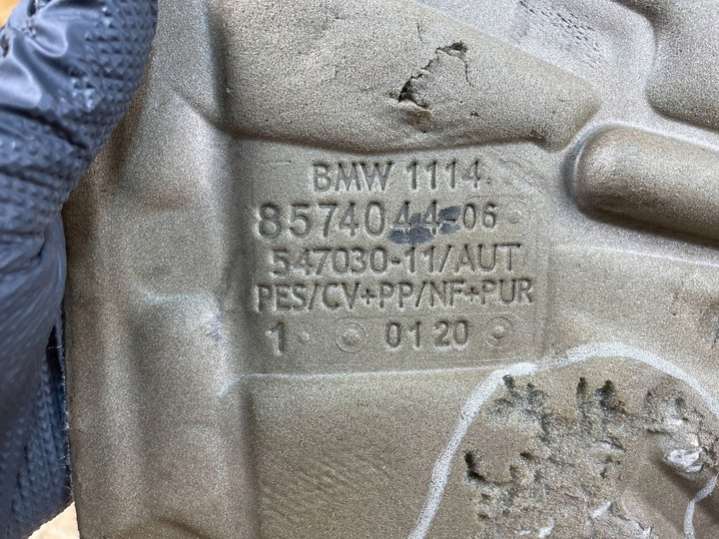 BMW 1114
8574044-06
547030-11/AUT
PES/CV+PP/NF+PUR
1 0120